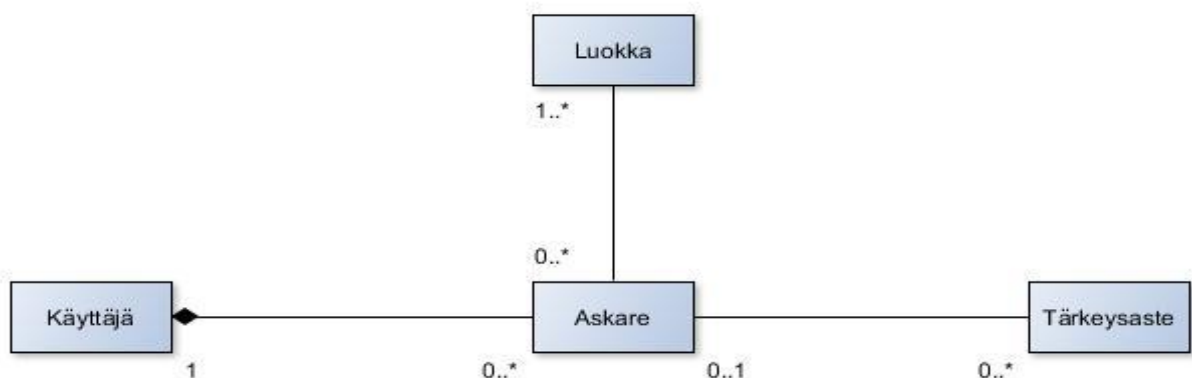 Luokka
1..*
0..*
Käyttäjä
Askare
Tärkeysaste
1
0..*
0..1
0..*